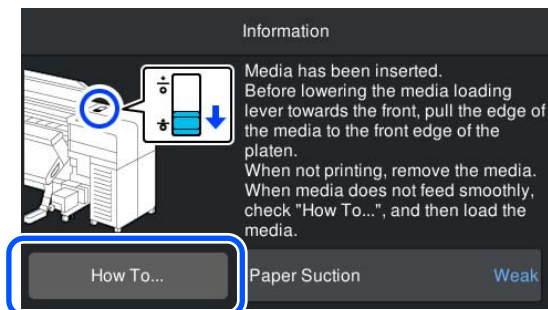 Information
Media has been inserted.
Before lowering the media loading
lever towards the front, pull the edge of
the media to the front edge of the
platen.
When not printing, remove the media.
When media does not feed smoothly,
check "How To...", and then load the
media.
How To...
Paper Suction
Weak